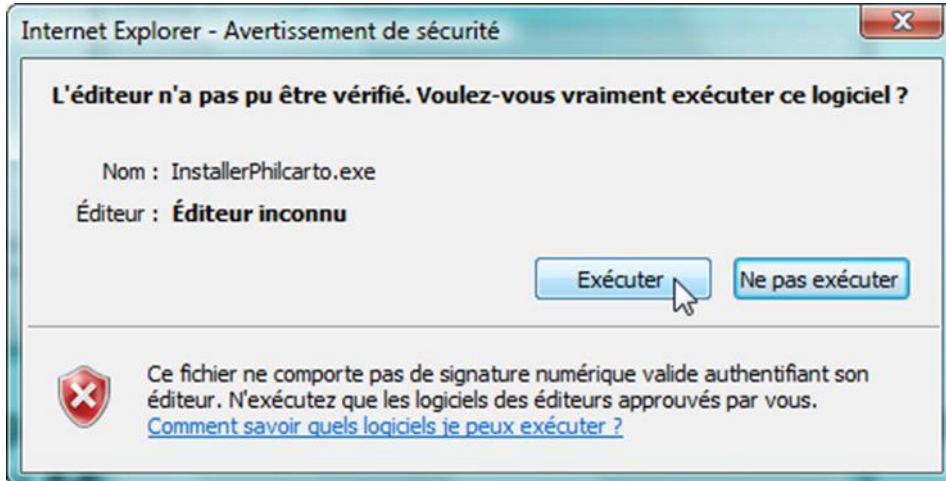 Internet Explorer - Avertissement de sécurité
L'éditeur n'a pas pu être vérifié. Voulez-vous vraiment exécuter ce logiciel ?
Nom : InstallerPhilcarto.exe
Éditeur : Éditeur inconnu
Exécuter Ne pas exécuter
Ce fichier ne comporte pas de signature numérique valide authentifiant son
éditeur. N'exécutez que les logiciels des éditeurs approuvés par vous.
Comment savoir quels logiciels je peux exécuter ?